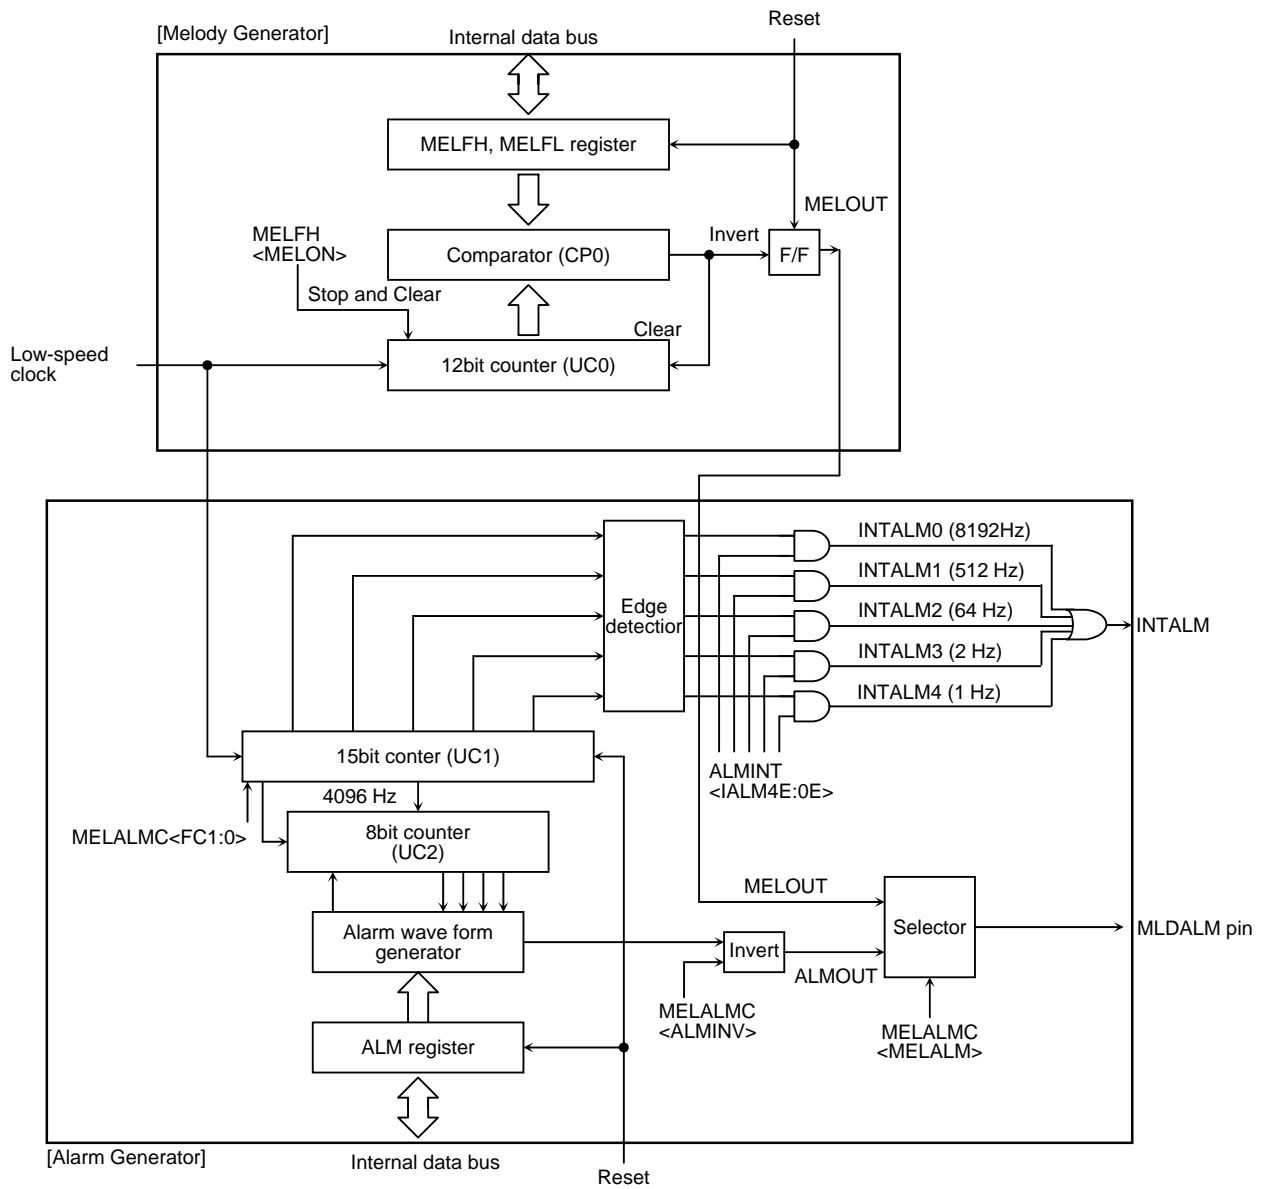 Reset
[Melody Generator]
Internal data bus
MELFH, MELFL register
MELOUT
MELFH
<MELON>
Invert
Comparator (CP0)
F/F
Stop and Clear
Clear
Low-speed
clock
12bit counter (UC0)
INTALM0 (8192Hz)
INTALM1 (512 Hz)
Edge
detectior
INTALM2 (64 Hz)
INTALM
INTALM3 (2 Hz)
INTALM4 (1 Hz)
15bit conter (UC1)
ALMINT
<IALM4E:0E>
4096 Hz
MELALMC<FC1:0>
8bit counter
(UC2)
MELOUT
Alarm wave form
generator
Selector
MLDALM pin
Invert
ALMOUT
MELALMC
<ALMINV>
MELALMC
<MELALM>
ALM register
[Alarm Generator]
Internal data bus
Reset